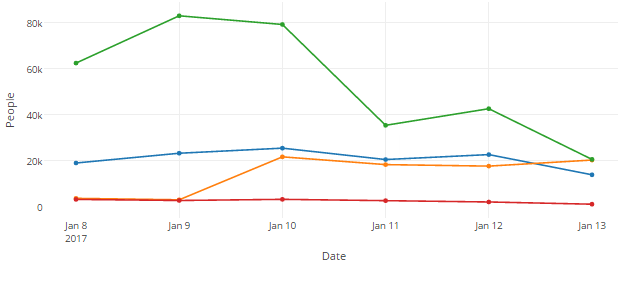 80k
60k
40k
20k
0
People
Jan 8
2017
Jan 9
Jan 10
Jan 11
Jan 12
Jan 13
Date